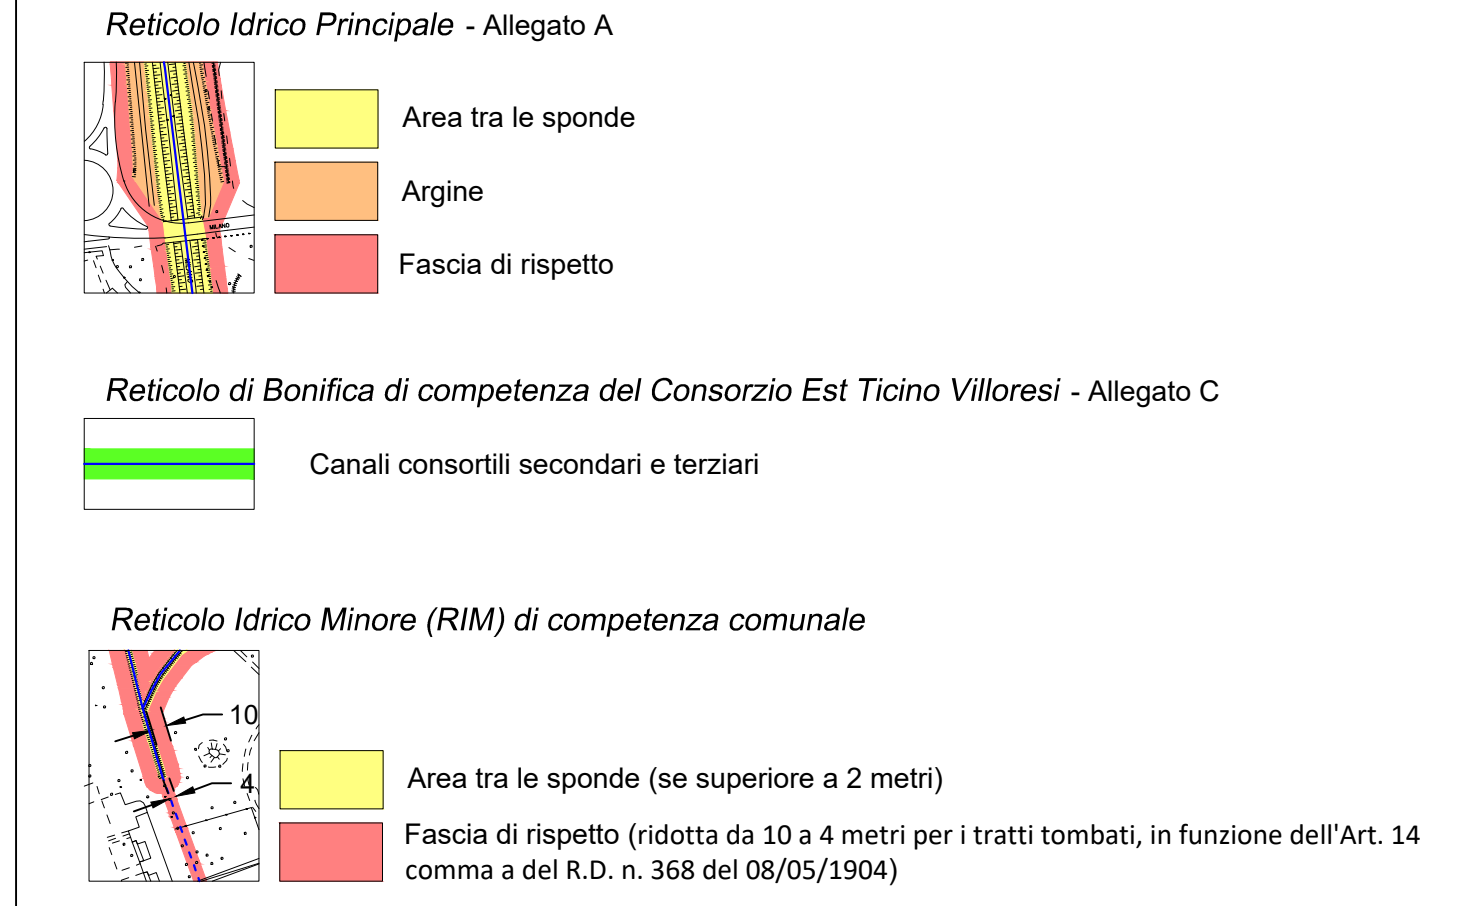 Reticolo Idrico Principale - Allegato A
MILANO
MILANO
Area tra le sponde
Argine
Fascia di rispetto
Reticolo di Bonifica di competenza del Consorzio Est Ticino Villoresi - Allegato C
Canali consortili secondari e terziari
Reticolo Idrico Minore (RIM) di competenza comunale
10
4
Area tra le sponde (se superiore a 2 metri)
Fascia di rispetto (ridotta da 10 a 4 metri per i tratti tombati, in funzione dell'Art. 14
comma a del R.D. n. 368 del 08/05/1904)